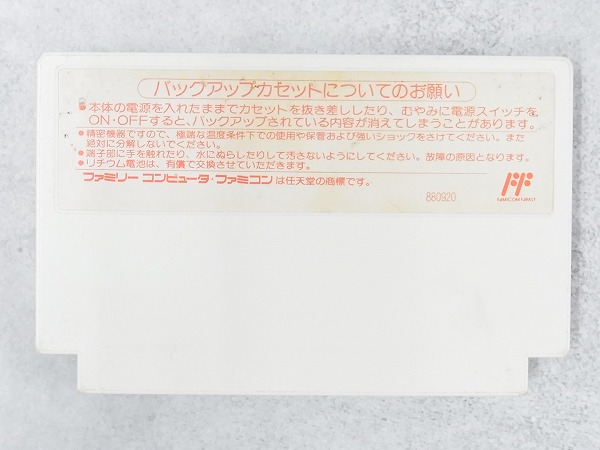 バックアップカセットについてのお願い
●本体の電源を入れたままでカセットを抜き差ししたり、むやみに電源スイッチを
ON・OFFすると、バックアップされている内容が消えてしまうことがあります。
●精密機器ですので、極端な温度条件下での使用や保管および強いショックをさけてください。また
絶対に分解しないでください。
●端子部に手を触れたり、水にぬらしたりして汚さないようにしてください。故障の原因となります。
●リチウム電池は、有償で交換させていただきます。
ファミリー コンピュータ・ファミコンは任天堂の商標です。
880920
FAMICOM FAMILY